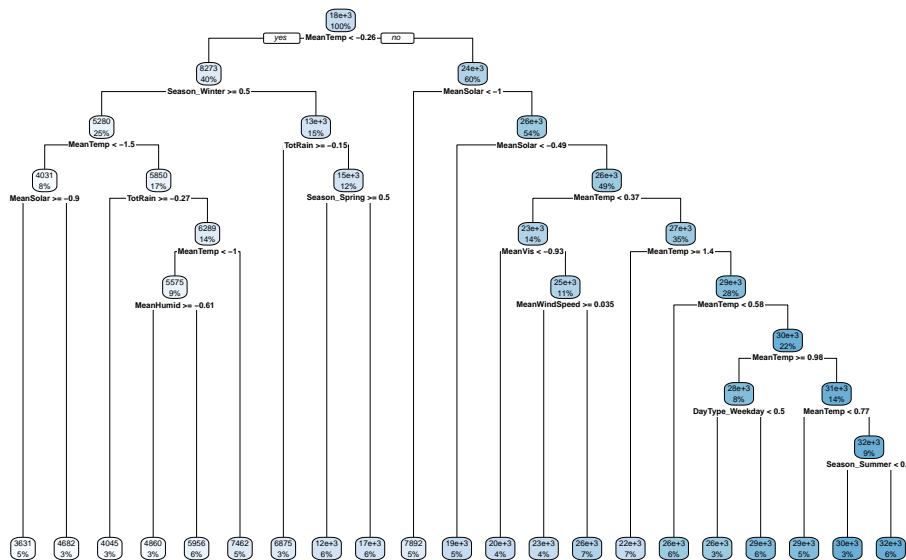 18e+3
100%
yes MeanTemp < −0.26 no
8273
40%
24e+3
60%
Season_Winter >= 0.5
MeanSolar < −1
5280
25%
13e+3
15%
26e+3
54%
MeanTemp < −1.5
TotRain >= −0.15
MeanSolar < −0.49
4031
8%
5850
17%
15e+3
12%
26e+3
49%
MeanSolar >= −0.9
TotRain >= −0.27
Season_Spring >= 0.5
MeanTemp < 0.37
6289
14%
23e+3
14%
27e+3
35%
MeanTemp < −1
MeanVis < −0.93
MeanTemp >= 1.4
5575
9%
25e+3
11%
29e+3
28%
MeanHumid >= −0.61
MeanWindSpeed >= 0.035
MeanTemp < 0.58
30e+3
22%
MeanTemp >= 0.98
28e+3
8%
31e+3
14%
DayType_Weekday < 0.5
MeanTemp < 0.77
32e+3
9%
Season_Summer < 0.
3631 4682 4045 4860 5956 7462 6875 12e+3 17e+3 7892 19e+3 20e+3 23e+3 26e+3 22e+3 26e+3 26e+3 29e+3 29e+3 30e+3 32e+3
5% 3% 3% 3% 6% 5% 3% 6% 6% 5% 5% 4% 4% 7% 7% 6% 3% 6% 5% 3% 6%